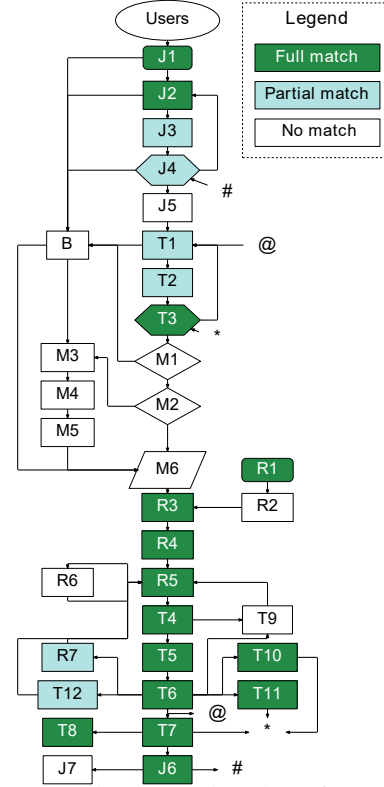 Users
Legend
J1
Full match
J2
Partial match
J3
No match
J4
#
J5
B
T1
@
T2
T3
*
M3
M1
M4
M2
M5
M6
R1
R3
R2
R4
R6
R5
T4
T9
R7
T5
T10
T12
T6
T11
@
T8
T7
*
J7
J6
#